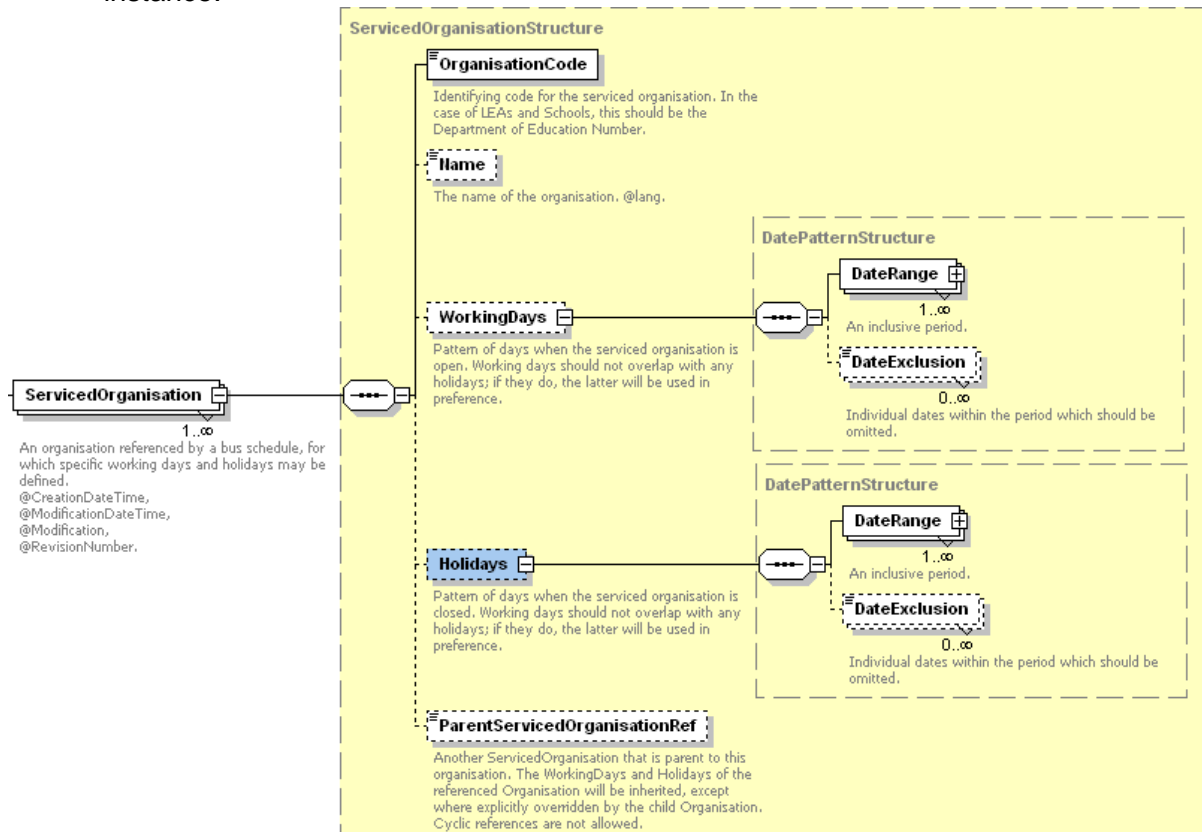 instance.
ServicedOrganisationStructure
OrganisationCode
Identifying code for the serviced organisation. In the
case of LEAs and Schools, this should be the
Department of Education Number.
Name
The name of the organisation. @lang.
DatePatternStructure
DateRange
1..∞
An inclusive period.
WorkingDays
Pattern of days when the serviced organisation is
open. Working days should not overlap with any
holidays; if they do, the latter will be used in
preference.
DateExclusion
0..∞
Individual dates within the period which should be
omitted.
ServicedOrganisation
1..∞
An organisation referenced by a bus schedule, for
which specific working days and holidays may be
defined.
@CreationDateTime,
@ModificationDateTime,
@Modification,
@RevisionNumber.
DatePatternStructure
DateRange
1..∞
An inclusive period.
Holidays
Pattern of days when the serviced organisation is
closed. Working days should not overlap with any
holidays; if they do, the latter will be used in
preference.
DateExclusion
0..∞
Individual dates within the period which should be
omitted.
ParentServicedOrganisationRef
Another ServicedOrganisation that is parent to this
organisation. The WorkingDays and Holidays of the
referenced Organisation will be inherited, except
where explicitly overridden by the child Organisation.
Cyclic references are not allowed.